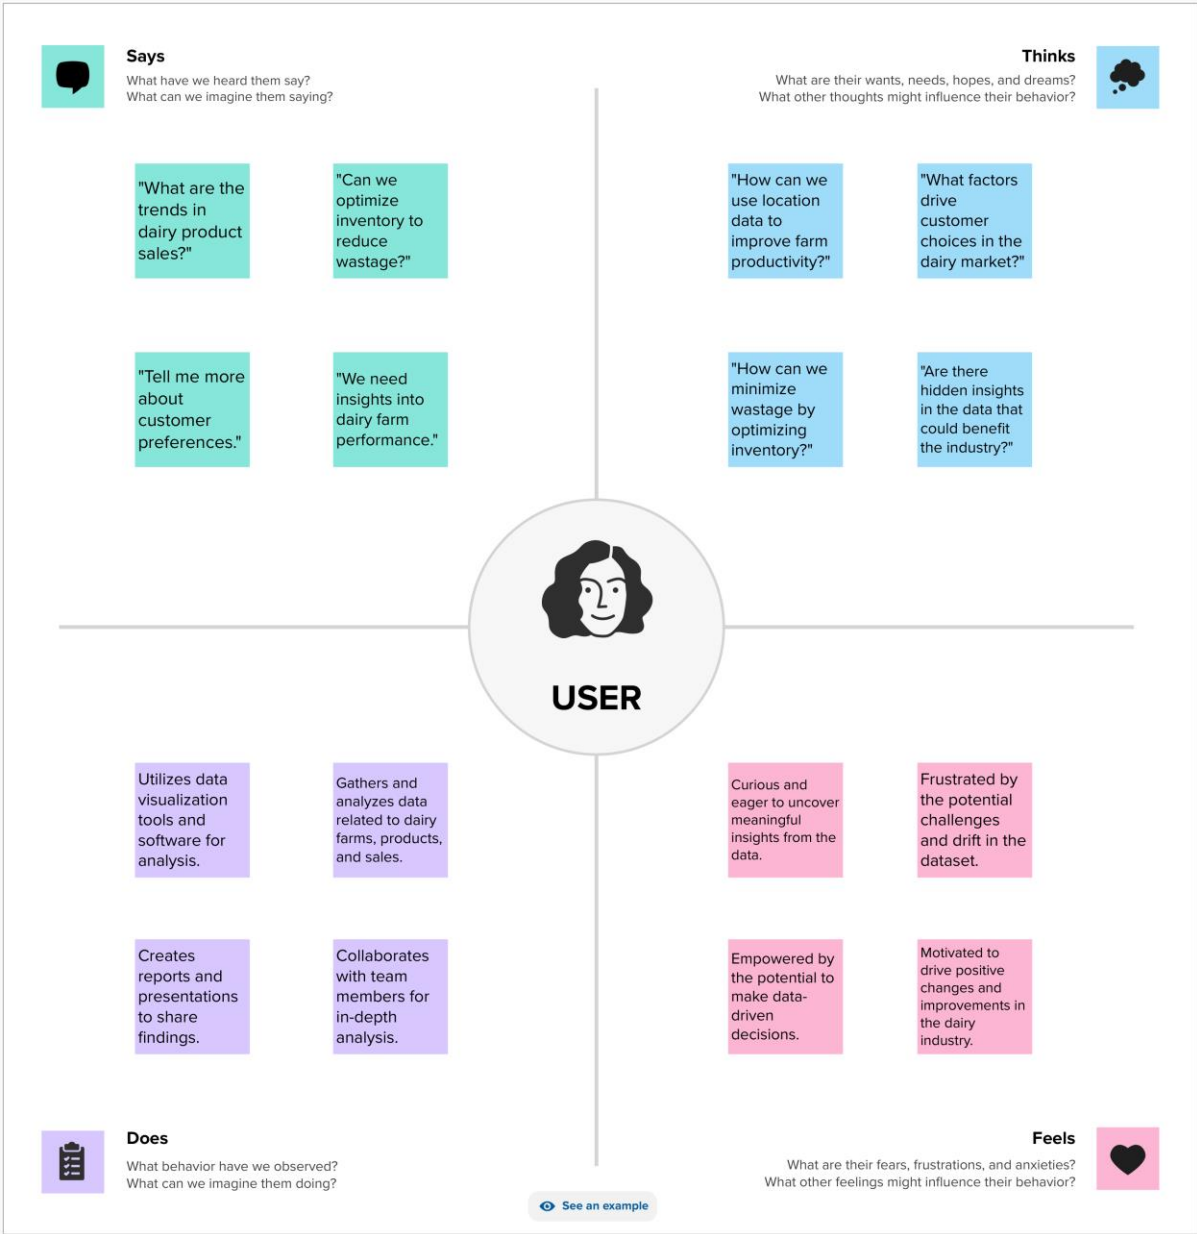 Says
What have we heard them say?
What can we imagine them saying?
Thinks
What are their wants, needs, hopes, and dreams?
What other thoughts might influence their behavior?
"What are the
trends in
dairy product
sales?"
"Can we
optimize
inventory to
reduce
wastage?"
"How can we
use location
data to
improve farm
productivity?"
"What factors
drive
customer
choices in the
dairy market?"
"Tell me more
about
customer
preferences."
"We need
insights into
dairy farm
performance."
"How can we
minimize
wastage by
optimizing
inventory?"
"Are there
hidden insights
in the data that
could benefit
the industry?"
USER
Utilizes data
visualization
tools and
software for
analysis.
Gathers and
analyzes data
related to dairy
farms, products,
and sales.
Curious and
eager to uncover
meaningful
insights from the
data.
Frustrated by
the potential
challenges
and drift in the
dataset.
Creates
reports and
presentations
to share
findings.
Collaborates
with team
members for
in-depth
analysis.
Empowered by
the potential to
make data-
driven
decisions.
Motivated to
drive positive
changes and
improvements in
the dairy
industry.
Does
What behavior have we observed?
What can we imagine them doing?
Feels
What are their fears, frustrations, and anxieties?
What other feelings might influence their behavior?
See an example